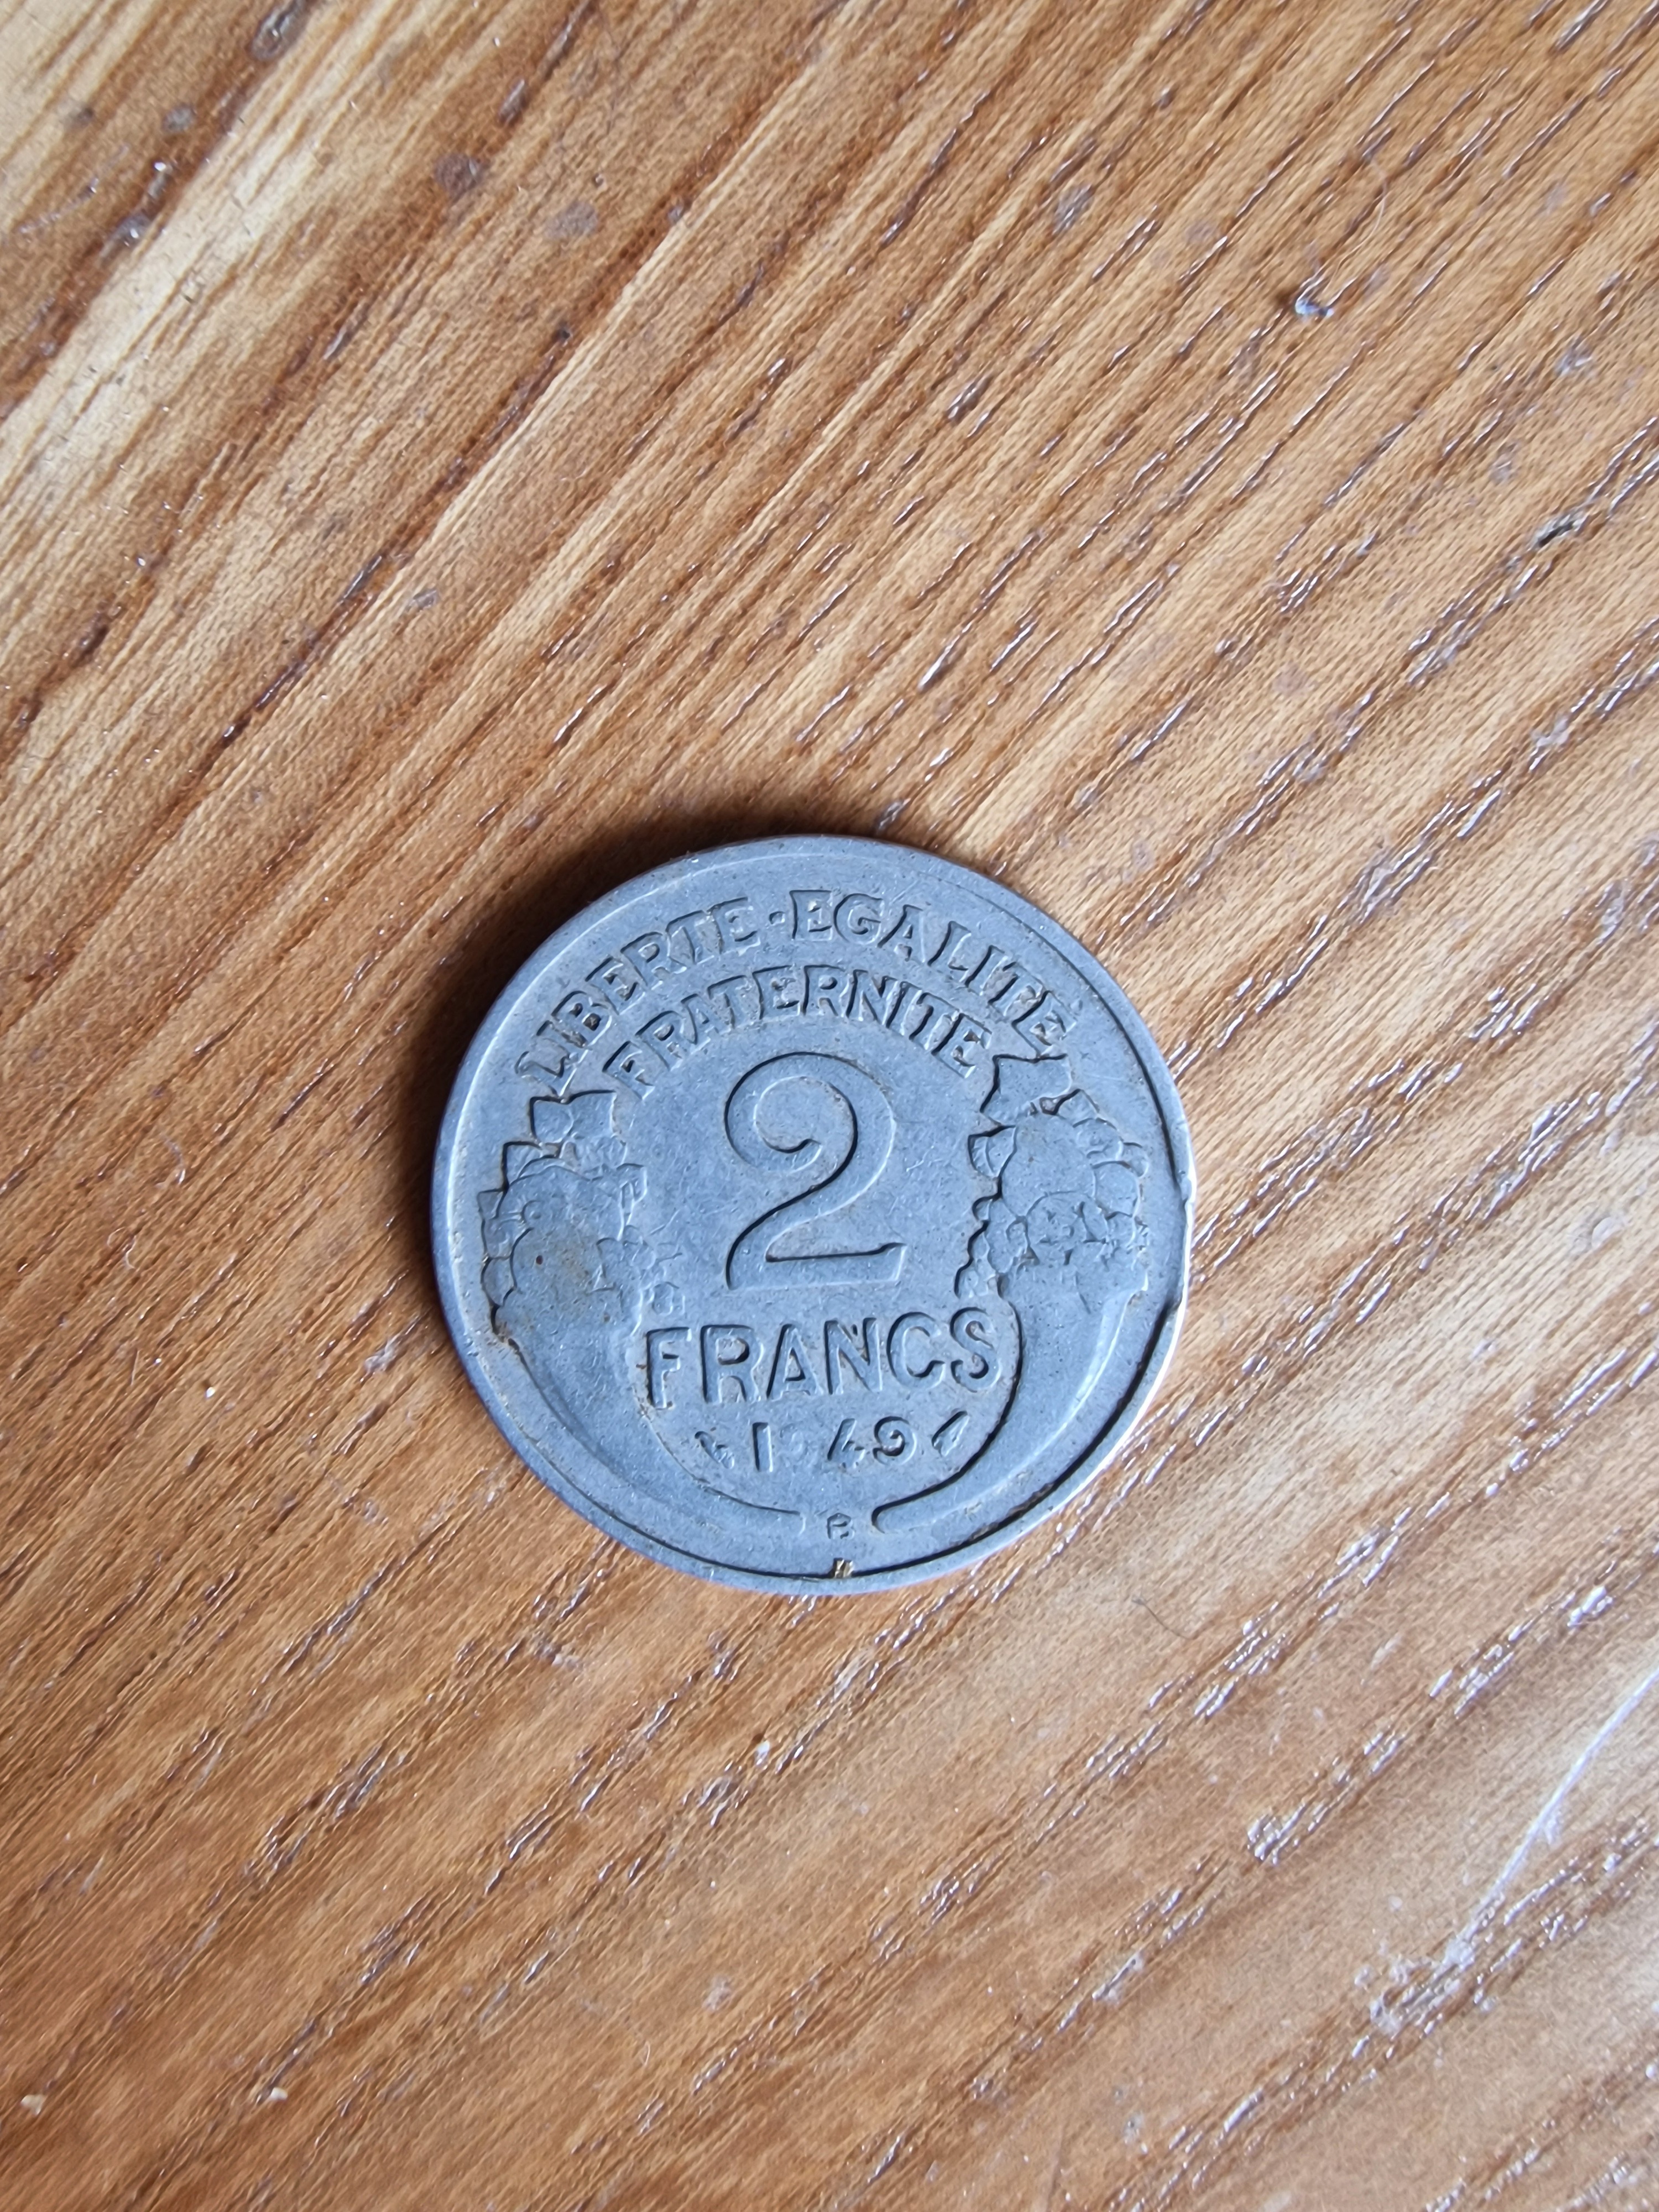 LIBERTE·EGALITE
FRATERNITE
2
FRANCS
1949
B